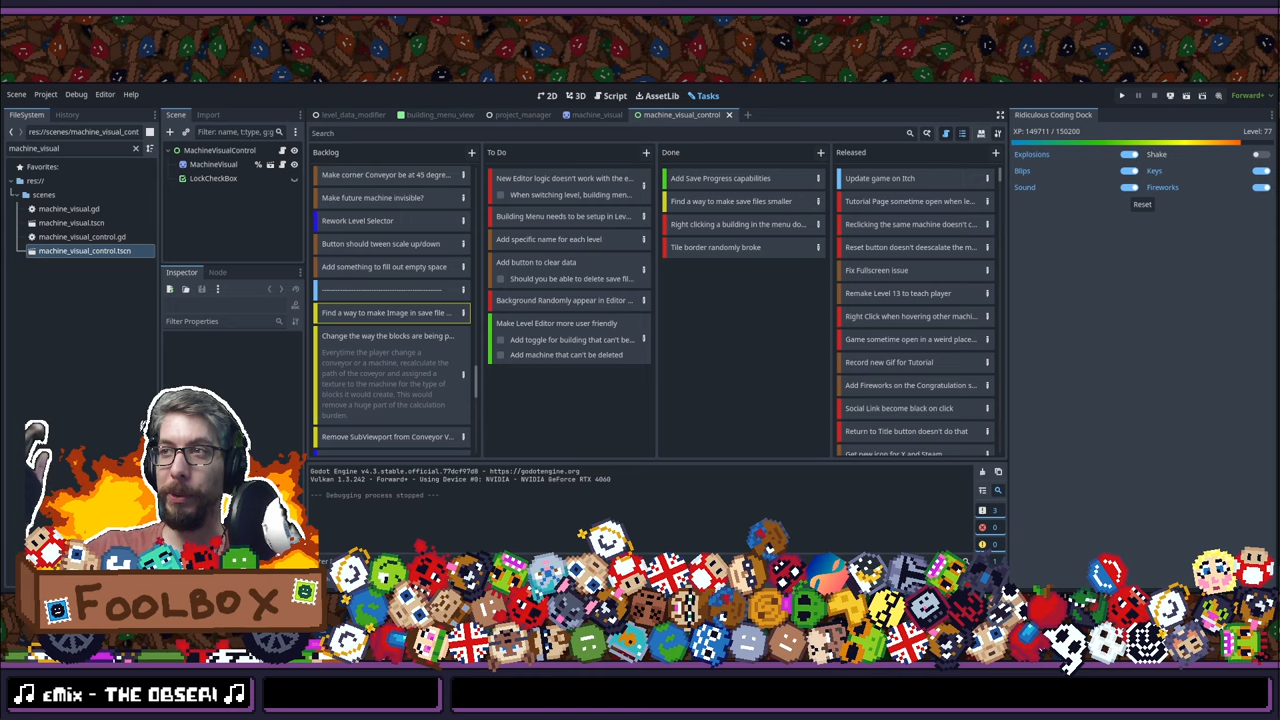 Scene Project Debug Editor Help
2D 3D Script AssetLib Tasks
Forward+
FileSystem History
res://scenes/machine_visual_cont
machine_visual
Favorites:
res://
scenes
machine_visual.gd
machine_visual.tscn
machine_visual_control.gd
machine_visual_control.tscn
Scene Import
Filter: name, t:type, g:g
MachineVisualControl
MachineVisual
LockCheckBox
Inspector Node
Filter Properties
level_data_modifier building_menu_view project_manager machine_visual machine_visual_control
Search
Backlog
Make corner Conveyor be at 45 degre...
Make future machine invisible?
Rework Level Selector
Button should tween scale up/down
Add something to fill out empty space
Find a way to make Image in save file ...
Change the way the blocks are being p...
Everytime the player change a
conveyor or a machine, recalculate the
path of the coveyor and assigned a
texture to the machine for the type of
blocks it would create. This would
remove a huge part of the calculation
burden.
Remove SubViewport from Conveyor V...
To Do
New Editor logic doesn't work with the e...
When switching level, building men...
Building Menu needs to be setup in Lev...
Add specific name for each level
Add button to clear data
Should you be able to delete save fil...
Background Randomly appear in Editor ...
Make Level Editor more user friendly
Add toggle for building that can't be...
Add machine that can't be deleted
Done
Add Save Progress capabilities
Find a way to make save files smaller
Right clicking a building in the menu do...
Tile border randomly broke
Released
Update game on Itch
Tutorial Page sometime open when le...
Reclicking the same machine doesn't c...
Reset button doesn't deescalate the m...
Fix Fullscreen issue
Remake Level 13 to teach player
Right Click when hovering other machi...
Game sometime open in a weird place...
Record new Gif for Tutorial
Add Fireworks on the Congratulation s...
Social Link become black on click
Return to Title button doesn't do that
Get new icon for X and Steam
Godot Engine v4.3.stable.official.77dcf97d8 - https://godotengine.org
Vulkan 1.3.242 - Forward+ - Using Device #0: NVIDIA - NVIDIA GeForce RTX 4060
--- Debugging process stopped ---
3
0
0
Ridiculous Coding Dock
XP: 149711 / 150200 Level: 77
Explosions Shake
Blips Keys
Sound Fireworks
Reset
FOOLBOX
εMix - THE OBSERI